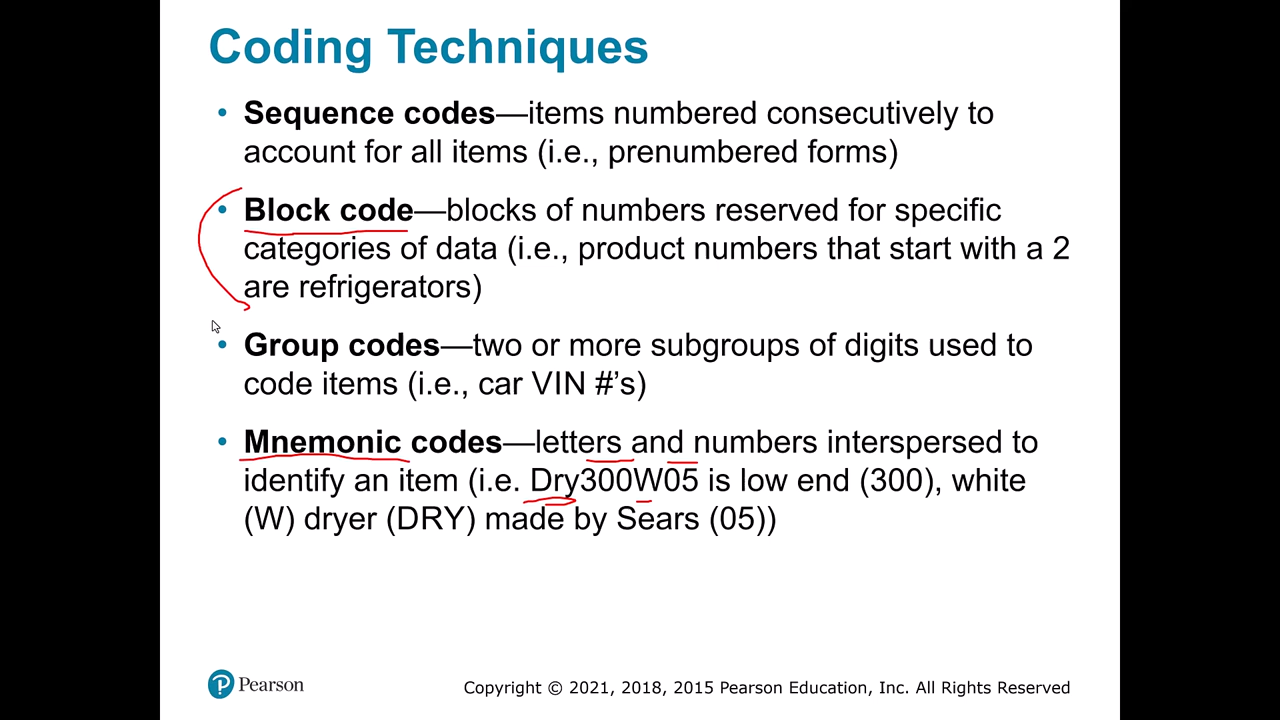 Coding Techniques
• Sequence codes—items numbered consecutively to
account for all items (i.e., prenumbered forms)
• Block code—blocks of numbers reserved for specific
categories of data (i.e., product numbers that start with a 2
are refrigerators)
• Group codes—two or more subgroups of digits used to
code items (i.e., car VIN #’s)
• Mnemonic codes—letters and numbers interspersed to
identify an item (i.e. Dry300W05 is low end (300), white
(W) dryer (DRY) made by Sears (05))
P Pearson
Copyright © 2021, 2018, 2015 Pearson Education, Inc. All Rights Reserved